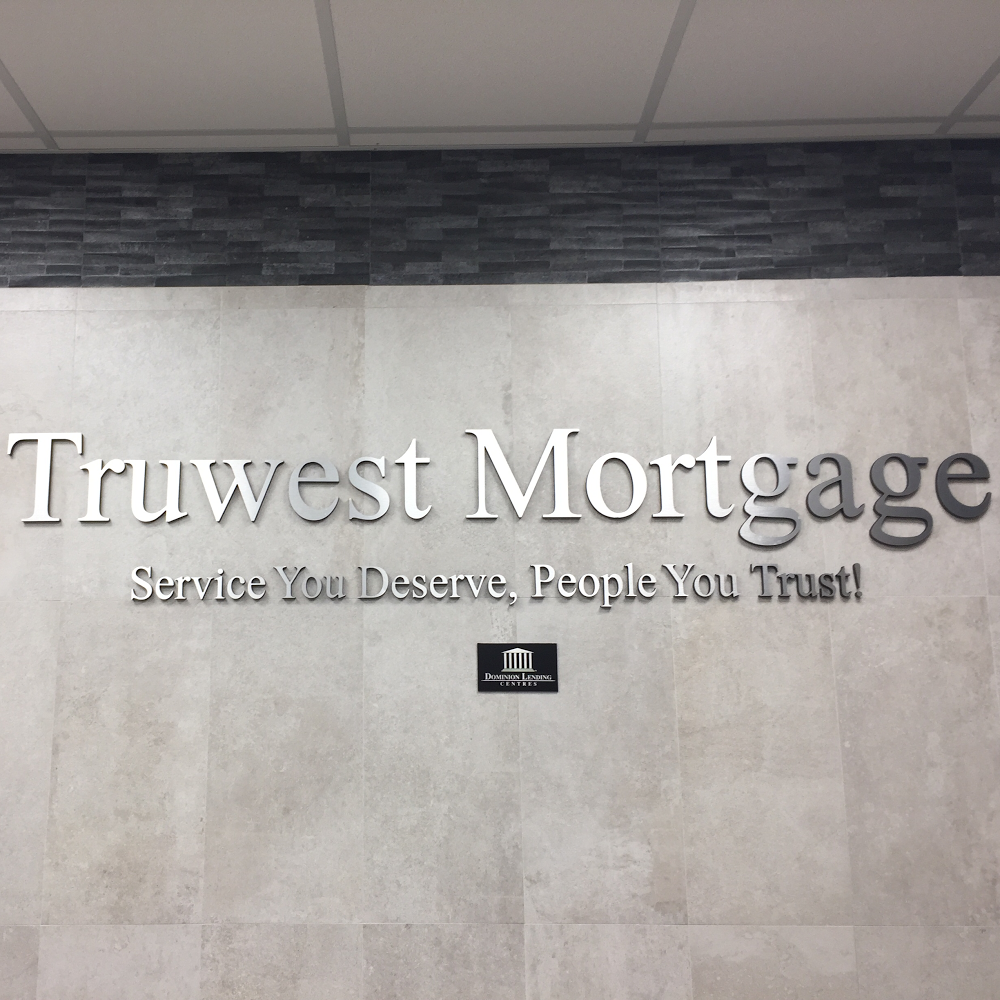 Truwest Mortgage
Service You Deserve, People You Trust!
DOMINION LENDING
CENTRES